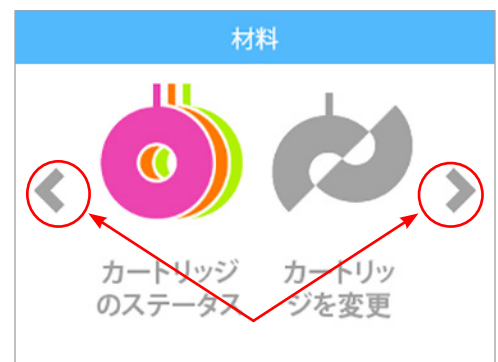 材料
カートリッジ
のステータス
カートリッ
ジを変更